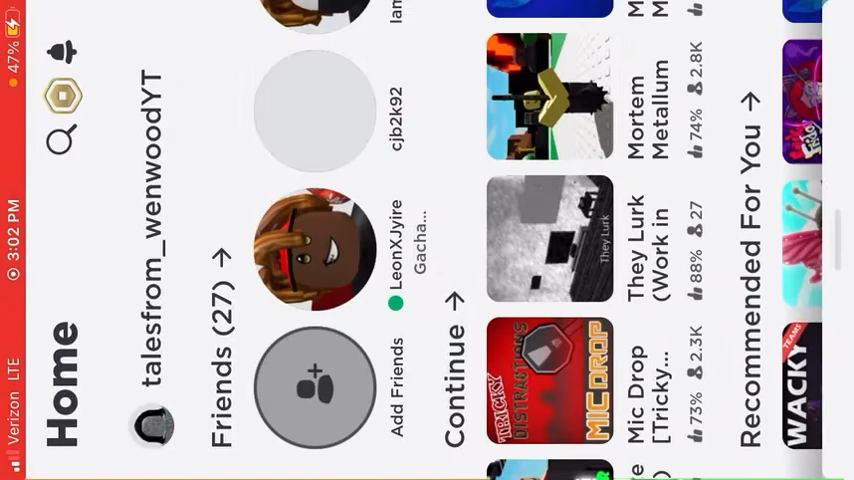 Verizon LTE
3:02 PM
47%
Home
talesfrom_wenwoodYT
Friends (27) →
Add Friends
LeonXJyire
Gacha...
cjb2k92
Continue →
TRICKY
DISTRACTIONS
MIC DROP
Mic Drop
[Tricky...
73% 2.3K
They Lurk
They Lurk
(Work in
88% 27
Mortem
Metallum
74% 2.8K
Recommended For You →
WACKY
TEAMS